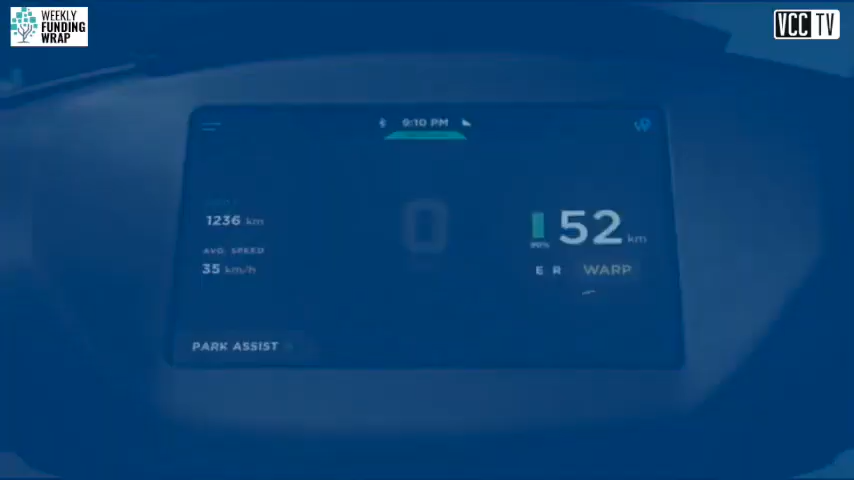 WEEKLY
FUNDING
WRAP
VCC TV
9:10 PM
1236 km
AVG. SPEED
35 km/h
0
52 km
90%
E R WARP
PARK ASSIST